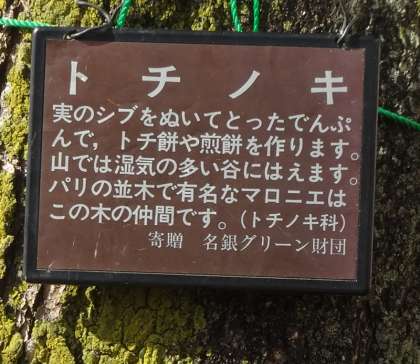 トチノキ
実のシブをぬいてとったでんぷ
んで，トチ餅や煎餅を作ります。
山では湿気の多い谷にはえます。
パリの並木で有名なマロニエは
この木の仲間です。（トチノキ科）
寄贈　名銀グリーン財団